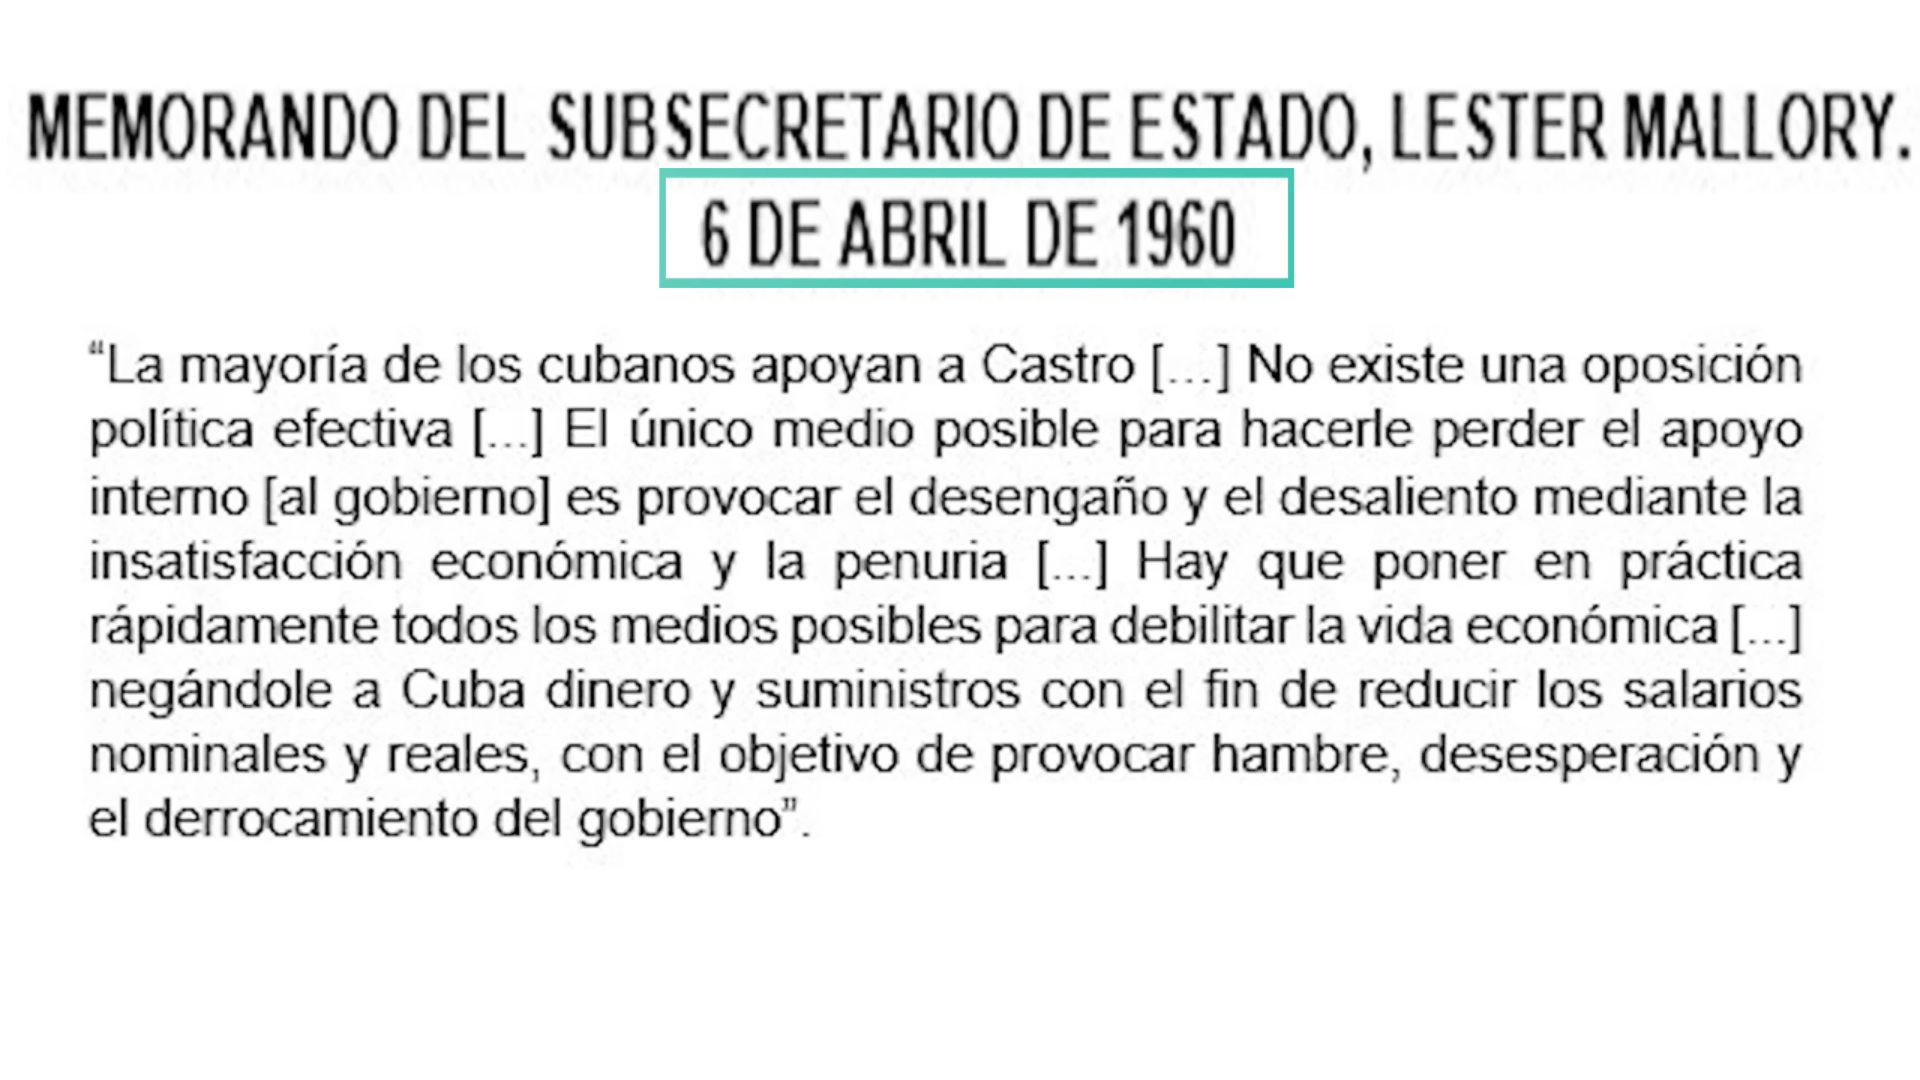 MEMORANDO DEL SUBSECRETARIO DE ESTADO, LESTER MALLORY.
6 DE ABRIL DE 1960
“La mayoría de los cubanos apoyan a Castro [...] No existe una oposición
política efectiva [...] El único medio posible para hacerle perder el apoyo
interno [al gobierno] es provocar el desengaño y el desaliento mediante la
insatisfacción económica y la penuria [...] Hay que poner en práctica
rápidamente todos los medios posibles para debilitar la vida económica [...]
negándole a Cuba dinero y suministros con el fin de reducir los salarios
nominales y reales, con el objetivo de provocar hambre, desesperación y
el derrocamiento del gobierno”.